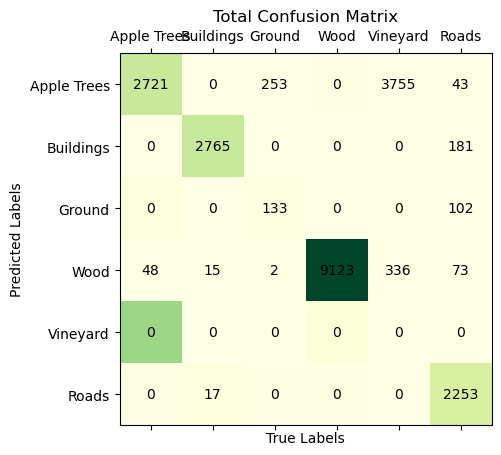 Total Confusion Matrix
Apple Trees Buildings Ground Wood Vineyard Roads
Apple Trees 2721 0 253 0 3755 43
Buildings 0 2765 0 0 0 181
Ground 0 0 133 0 0 102
Wood 48 15 2 9123 336 73
Vineyard 0 0 0 0 0 0
Roads 0 17 0 0 0 2253
Predicted Labels
True Labels